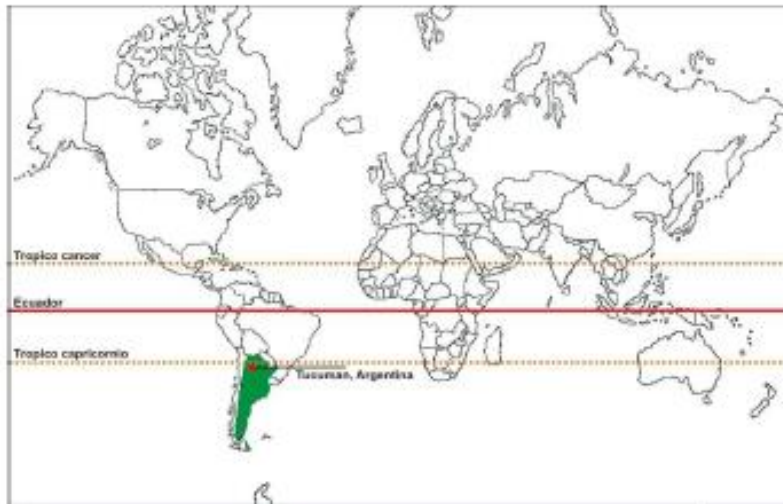 Tropico cancer
Ecuador
Tropico capricornio
Tucuman, Argentina